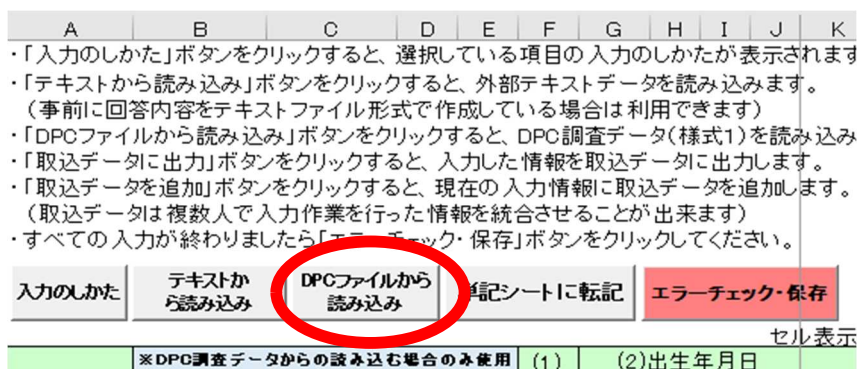 A B C D E F G H I J K
・「入力のしかた」ボタンをクリックすると、選択している項目の入力のしかたが表示されます
・「テキストから読み込み」ボタンをクリックすると、外部テキストデータを読み込みます。
（事前に回答内容をテキストファイル形式で作成している場合は利用できます）
・「DPCファイルから読み込み」ボタンをクリックすると、DPC調査データ(様式1)を読み込み
・「取込データに出力」ボタンをクリックすると、入力した情報を取込データに出力します。
・「取込データを追加」ボタンをクリックすると、現在の入力情報に取込データを追加します。
（取込データは複数人で入力作業を行った情報を統合させることが出来ます）
・すべての入力が終わりましたら「エラーチェック・保存」ボタンをクリックしてください。
入力のしかた
テキストか
ら読み込み
DPCファイルから
読み込み
記シートに転記
エラーチェック・保存
セル表示
※DPC調査データからの読み込む場合のみ使用 (1) (2)出生年月日